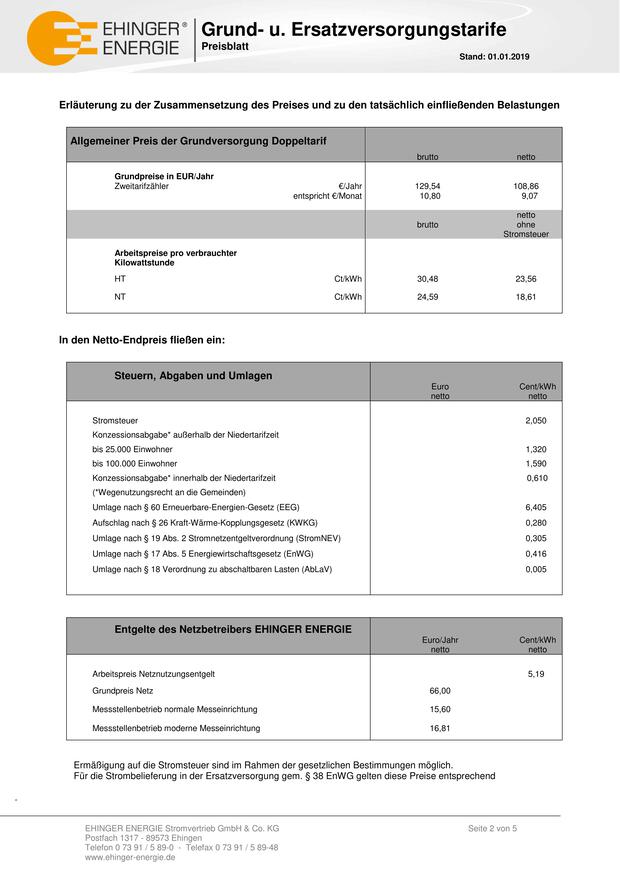 EHINGER®
ENERGIE
Grund- u. Ersatzversorgungstarife
Preisblatt
Stand: 01.01.2019
Erläuterung zu der Zusammensetzung des Preises und zu den tatsächlich einfließenden Belastungen
Allgemeiner Preis der Grundversorgung Doppeltarif
brutto netto
Grundpreise in EUR/Jahr
Zweitarifzähler €/Jahr 129,54 108,86
entspricht €/Monat 10,80 9,07
netto
brutto ohne
Stromsteuer
Arbeitspreise pro verbrauchter
Kilowattstunde
HT Ct/kWh 30,48 23,56
NT Ct/kWh 24,59 18,61
In den Netto-Endpreis fließen ein:
Steuern, Abgaben und Umlagen
Euro Cent/kWh
netto netto
Stromsteuer 2,050
Konzessionsabgabe* außerhalb der Niedertarifzeit
bis 25.000 Einwohner 1,320
bis 100.000 Einwohner 1,590
Konzessionsabgabe* innerhalb der Niedertarifzeit 0,610
(*Wegenutzungsrecht an die Gemeinden)
Umlage nach § 60 Erneuerbare-Energien-Gesetz (EEG) 6,405
Aufschlag nach § 26 Kraft-Wärme-Kopplungsgesetz (KWKG) 0,280
Umlage nach § 19 Abs. 2 Stromnetzentgeltverordnung (StromNEV) 0,305
Umlage nach § 17 Abs. 5 Energiewirtschaftsgesetz (EnWG) 0,416
Umlage nach § 18 Verordnung zu abschaltbaren Lasten (AbLaV) 0,005
Entgelte des Netzbetreibers EHINGER ENERGIE
Euro/Jahr Cent/kWh
netto netto
Arbeitspreis Netznutzungsentgelt 5,19
Grundpreis Netz 66,00
Messstellenbetrieb normale Messeinrichtung 15,60
Messstellenbetrieb moderne Messeinrichtung 16,81
Ermäßigung auf die Stromsteuer sind im Rahmen der gesetzlichen Bestimmungen möglich.
Für die Strombelieferung in der Ersatzversorgung gem. § 38 EnWG gelten diese Preise entsprechend
EHINGER ENERGIE Stromvertrieb GmbH & Co. KG Seite 2 von 5
Postfach 1317 - 89573 Ehingen
Telefon 0 73 91 / 5 89-0 - Telefax 0 73 91 / 5 89-48
www.ehinger-energie.de